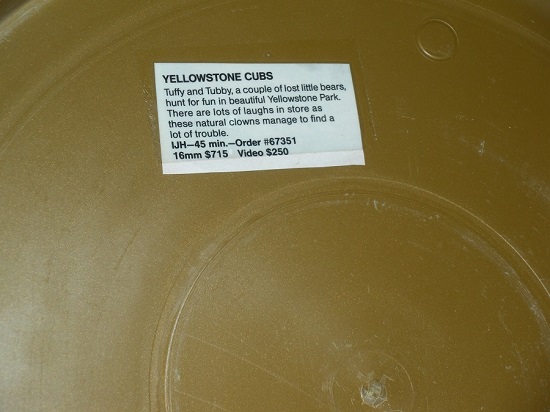 YELLOWSTONE CUBS
Tuffy and Tubby, a couple of lost little bears,
hunt for fun in beautiful Yellowstone Park.
There are lots of laughs in store as
these natural clowns manage to find a
lot of trouble.
IJH—45 min.—Order #67351
16mm $715 Video $250